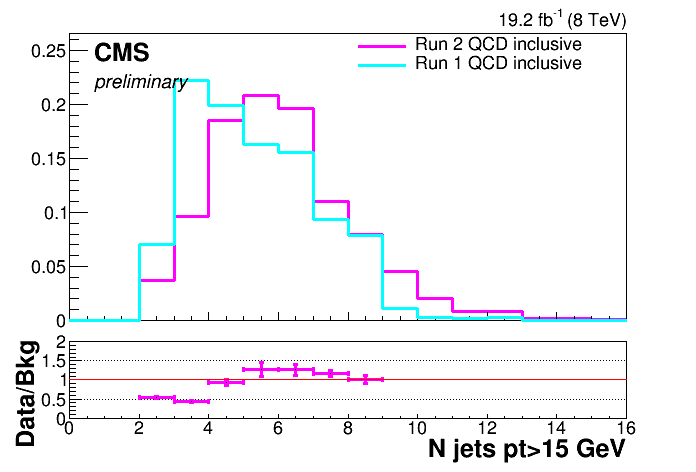 19.2 fb-1 (8 TeV)
CMS
preliminary
Run 2 QCD inclusive
Run 1 QCD inclusive
0.25
0.2
0.15
0.1
0.05
0
Data/Bkg
2
1.5
1
0.5
0
0 2 4 6 8 10 12 14 16
N jets pt>15 GeV